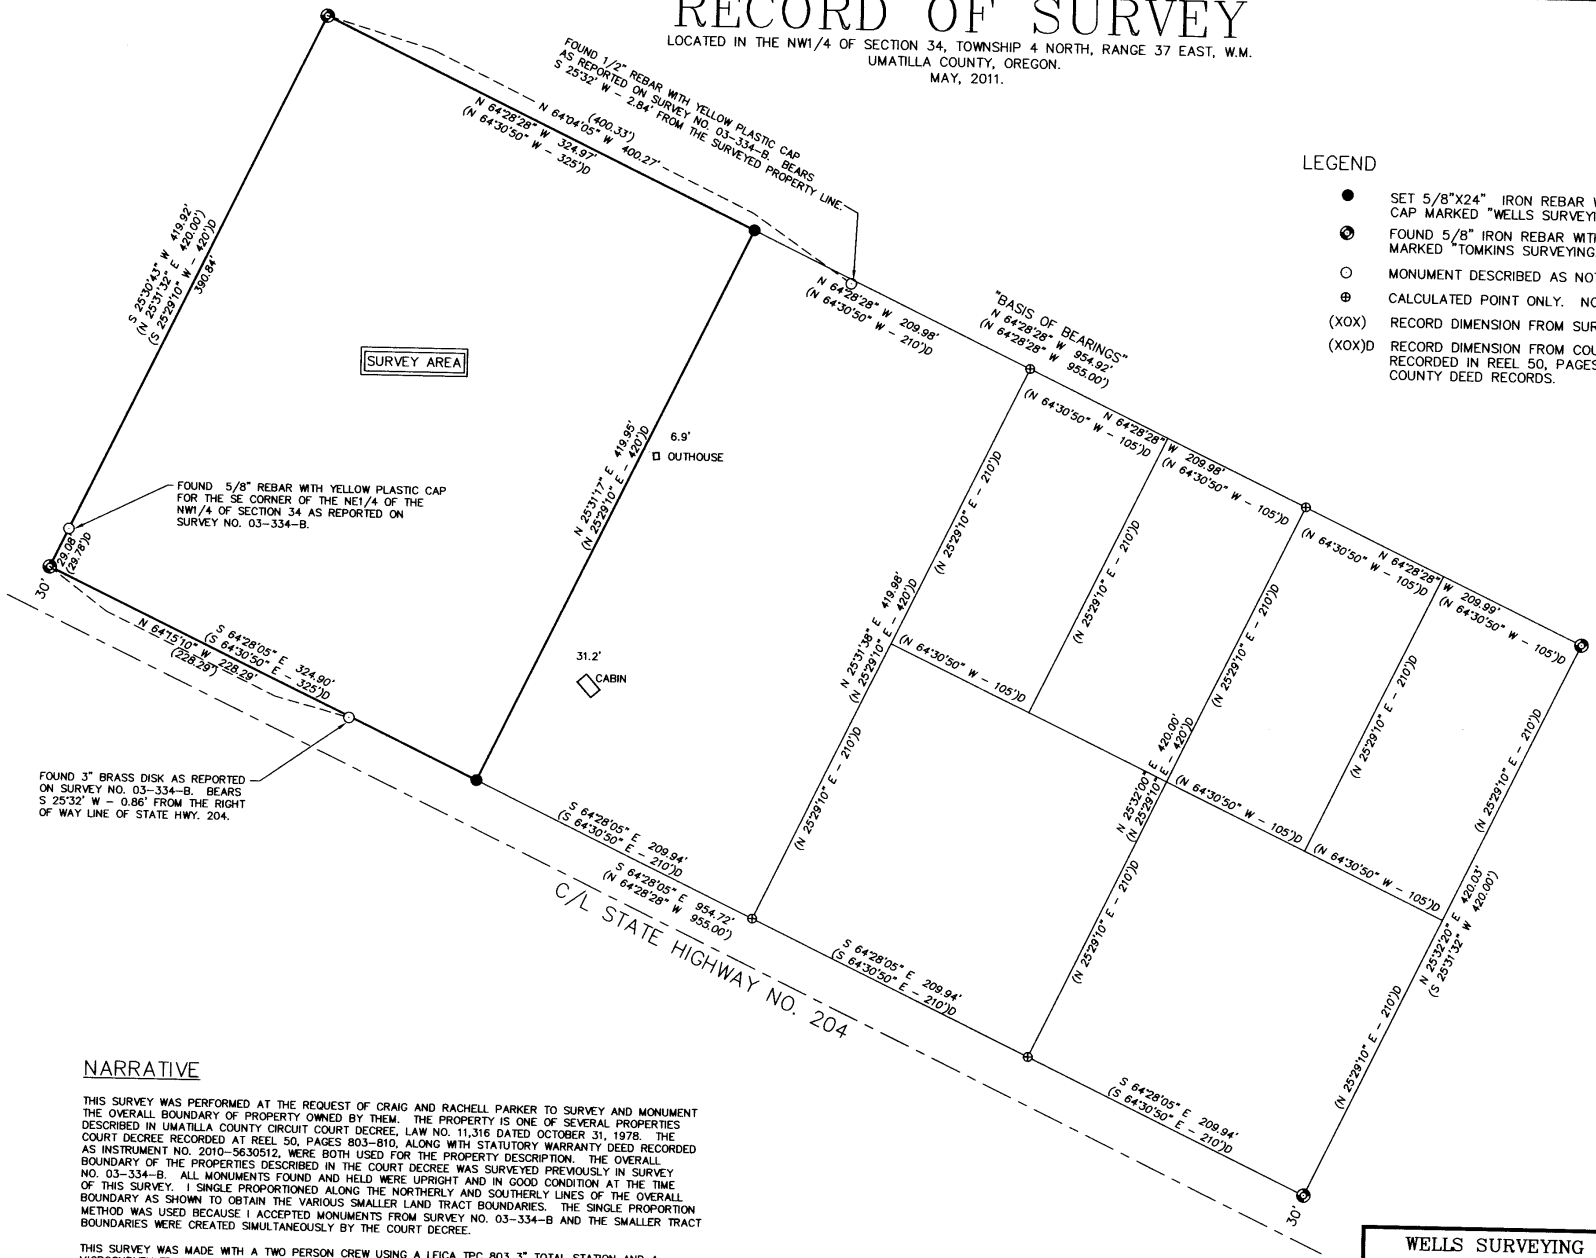 RECORD OF SURVEY
LOCATED IN THE NW1/4 OF SECTION 34, TOWNSHIP 4 NORTH, RANGE 37 EAST, W.M.
UMATILLA COUNTY, OREGON.
MAY, 2011.
FOUND 1/2" REBAR WITH YELLOW PLASTIC CAP
AS REPORTED ON SURVEY NO. 03-334-B. BEARS
S 25°32' W - 2.84' FROM THE SURVEYED PROPERTY LINE.
(400.33')
N 64°04'05" W 400.27'
N 64°28'28" W 324.97'
(N 64°30'50" W - 325')D
LEGEND
SET 5/8"X24" IRON REBAR
CAP MARKED "WELLS
FOUND 5/8" IRON REBAR
MARKED "TOMKINS SURVEYING
MONUMENT DESCRIBED AS
CALCULATED POINT ONLY.
(XOX) RECORD DIMENSION FROM
(XOX)D RECORD DIMENSION FROM
RECORDED IN REEL 50, PAGES
COUNTY DEED RECORDS.
S 25°30'43" W 419.92'
(N 25°31'32" E 420.00')
(S 25°29'10" W - 420')D
390.84'
SURVEY AREA
N 64°28'28" W 209.98'
(N 64°30'50" W - 210')D
"BASIS OF BEARINGS"
N 64°28'28" W 954.92'
(N 64°28'28" W 955.00')
N 64°28'28" W 209.98'
(N 64°30'50" W - 105')D
(N 64°30'50" W - 105')D
N 64°28'28" W 209.99'
(N 64°30'50" W - 105')D
(N 64°30'50" W - 105')D
N 25°31'17" E 419.95'
(N 25°29'10" E - 420')D
6.9'
OUTHOUSE
FOUND 5/8" REBAR WITH YELLOW PLASTIC CAP
FOR THE SE CORNER OF THE NE1/4 OF THE
NW1/4 OF SECTION 34 AS REPORTED ON
SURVEY NO. 03-334-B.
29.08'
(29.78')D
30'
(N 25°29'10" E - 210')D
(N 25°29'10" E - 210')D
(N 25°29'10" E - 210')D
(N 25°29'10" E - 210')D
(N 25°29'10" E - 210')D
N 25°31'38" E 419.98'
(N 25°29'10" E - 420')D
(N 64°30'50" W - 105')D
N 25°32'00" E 420.00'
(N 25°29'10" E - 420')D
(N 64°30'50" W - 105')D
(N 64°30'50" W - 105')D
S 64°28'05" E 324.90'
(S 64°30'50" E - 325')D
N 64°15'10" W 228.29'
(228.29')
31.2'
CABIN
FOUND 3" BRASS DISK AS REPORTED
ON SURVEY NO. 03-334-B. BEARS
S 25°32' W - 0.86' FROM THE RIGHT
OF WAY LINE OF STATE HWY. 204.
(N 25°29'10" E - 210')D
(N 25°29'10" E - 210')D
(N 25°29'10" E - 210')D
N 25°32'20" E 420.03'
(S 25°31'32" W 420.00')
S 64°28'05" E 209.94'
(S 64°30'50" E - 210')D
S 64°28'05" E 954.72'
(N 64°28'28" W 955.00')
S 64°28'05" E 209.94'
(S 64°30'50" E - 210')D
S 64°28'05" E 209.94'
(S 64°30'50" E - 210')D
C/L STATE HIGHWAY NO. 204
30'
NARRATIVE
THIS SURVEY WAS PERFORMED AT THE REQUEST OF CRAIG AND RACHELL PARKER TO SURVEY AND MONUMENT
THE OVERALL BOUNDARY OF PROPERTY OWNED BY THEM. THE PROPERTY IS ONE OF SEVERAL PROPERTIES
DESCRIBED IN UMATILLA COUNTY CIRCUIT COURT DECREE, LAW NO. 11,316 DATED OCTOBER 31, 1978. THE
COURT DECREE RECORDED AT REEL 50, PAGES 803-810, ALONG WITH STATUTORY WARRANTY DEED RECORDED
AS INSTRUMENT NO. 2010-5630512, WERE BOTH USED FOR THE PROPERTY DESCRIPTION. THE OVERALL
BOUNDARY OF THE PROPERTIES DESCRIBED IN THE COURT DECREE WAS SURVEYED PREVIOUSLY IN SURVEY
NO. 03-334-B. ALL MONUMENTS FOUND AND HELD WERE UPRIGHT AND IN GOOD CONDITION AT THE TIME
OF THIS SURVEY. I SINGLE PROPORTIONED ALONG THE NORTHERLY AND SOUTHERLY LINES OF THE OVERALL
BOUNDARY AS SHOWN TO OBTAIN THE VARIOUS SMALLER LAND TRACT BOUNDARIES. THE SINGLE PROPORTION
METHOD WAS USED BECAUSE I ACCEPTED MONUMENTS FROM SURVEY NO. 03-334-B AND THE SMALLER TRACT
BOUNDARIES WERE CREATED SIMULTANEOUSLY BY THE COURT DECREE.
THIS SURVEY WAS MADE WITH A TWO PERSON CREW USING A LEICA TPC 803 3" TOTAL STATION AND A
WELLS SURVEYING